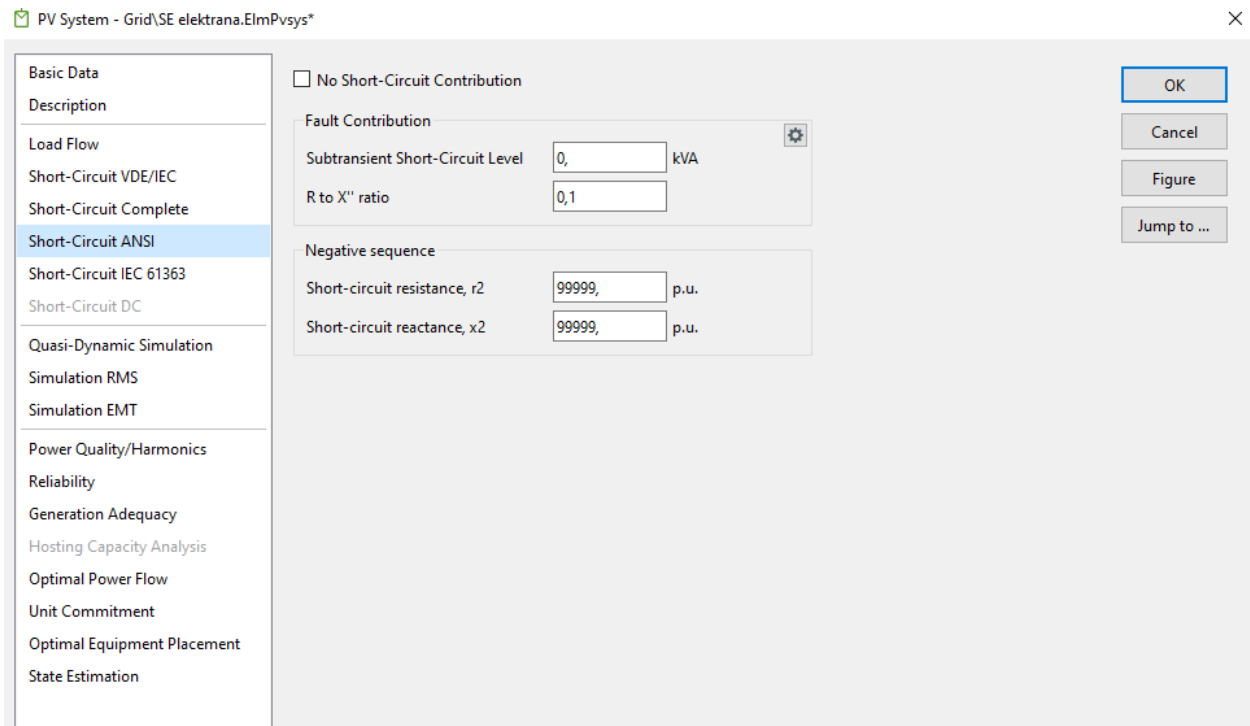 PV System - Grid\SE elektrana.ElmPvsys*
Basic Data
Description
Load Flow
Short-Circuit VDE/IEC
Short-Circuit Complete
Short-Circuit ANSI
Short-Circuit IEC 61363
Short-Circuit DC
Quasi-Dynamic Simulation
Simulation RMS
Simulation EMT
Power Quality/Harmonics
Reliability
Generation Adequacy
Hosting Capacity Analysis
Optimal Power Flow
Unit Commitment
Optimal Equipment Placement
State Estimation
No Short-Circuit Contribution
Fault Contribution
Subtransient Short-Circuit Level 0, kVA
R to X'' ratio 0,1
Negative sequence
Short-circuit resistance, r2 99999, p.u.
Short-circuit reactance, x2 99999, p.u.
OK
Cancel
Figure
Jump to ...